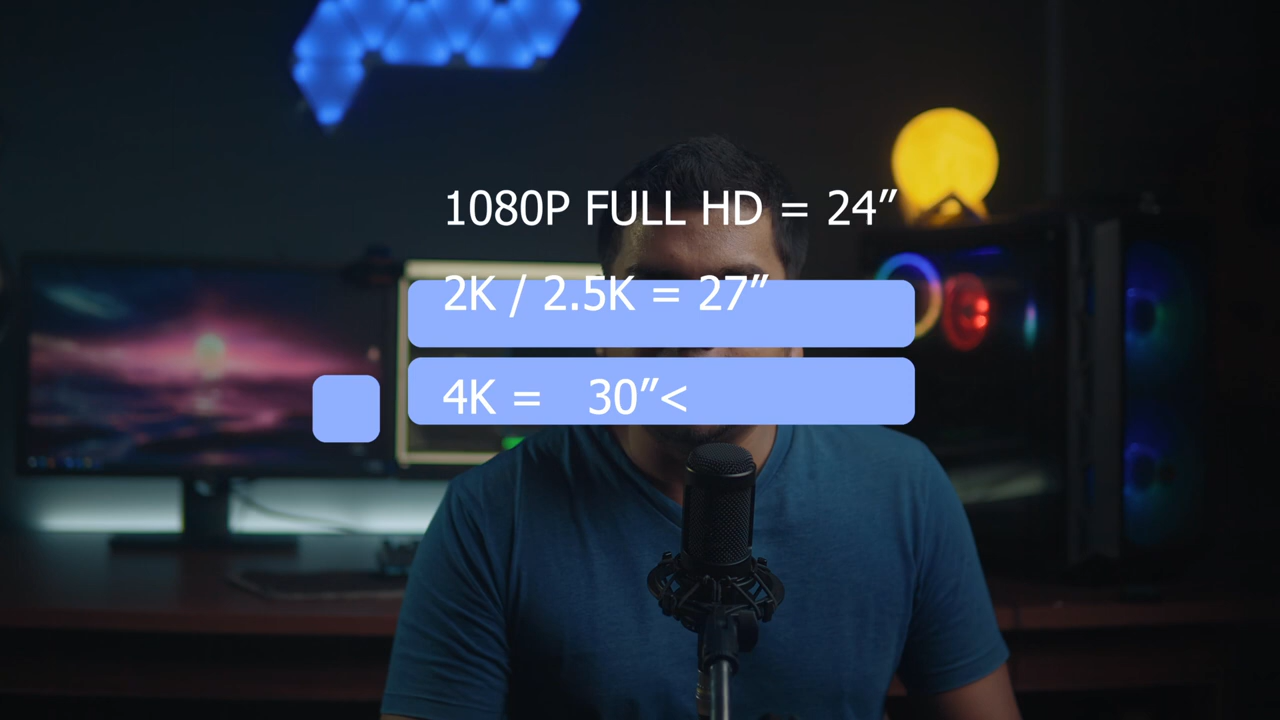 1080P FULL HD = 24”
2K / 2.5K = 27”
4K = 30”<